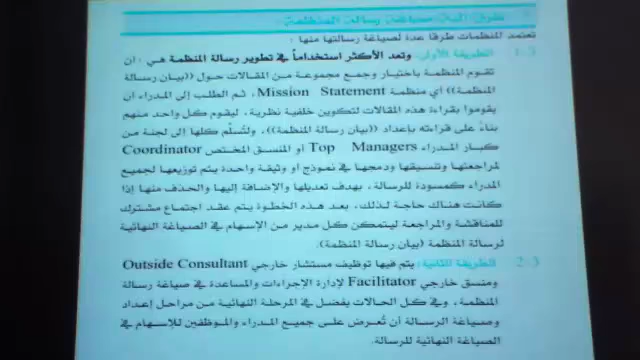 طرق آلية صياغة رسالة المنظمة:
تعتمد المنظمات طرقا عدة لصياغة رسالتها منها :
1-3 الطريقة الأولى: وتعد الأكثر استخداماً في تطوير رسالة المنظمة هي : أن
تقوم المنظمة باختيار وجمع مجموعة من المقالات حول ((بيان رسالة
المنظمة)) أي منظمة Mission Statement، ثم الطلب إلى المدراء أن
يقوموا بقراءة هذه المقالات لتكوين خلفية نظرية، ليقوم كل واحد منهم
بناءً على قراءته بإعداد ((بيان رسالة المنظمة))، ولتُسلّم كلها إلى لجنة من
كبار المدراء Top Managers أو المنسق المختص Coordinator
لمراجعتها وتنسيقها ودمجها في نموذج أو وثيقة واحدة يتم توزيعها لجميع
المدراء كمسودة للرسالة، بهدف تعديلها والإضافة إليها والحذف منها إذا
كانت هناك حاجة لذلك، بعد هذه الخطوة يتم عقد اجتماع مشترك
للمناقشة والمراجعة ليتمكن كل مدير من الإسهام في الصياغة النهائية
لرسالة المنظمة (بيان رسالة المنظمة).
2-3 الطريقة الثانية: يتم فيها توظيف مستشار خارجي Outside Consultant
ومنسق خارجي Facilitator لإدارة الإجراءات والمساعدة في صياغة رسالة
المنظمة، وفي كل الحالات يفضل في المرحلة النهائية من مراحل إعداد
وصياغة الرسالة أن تُعرض على جميع المدراء والموظفين للإسهام في
الصياغة النهائية للرسالة.